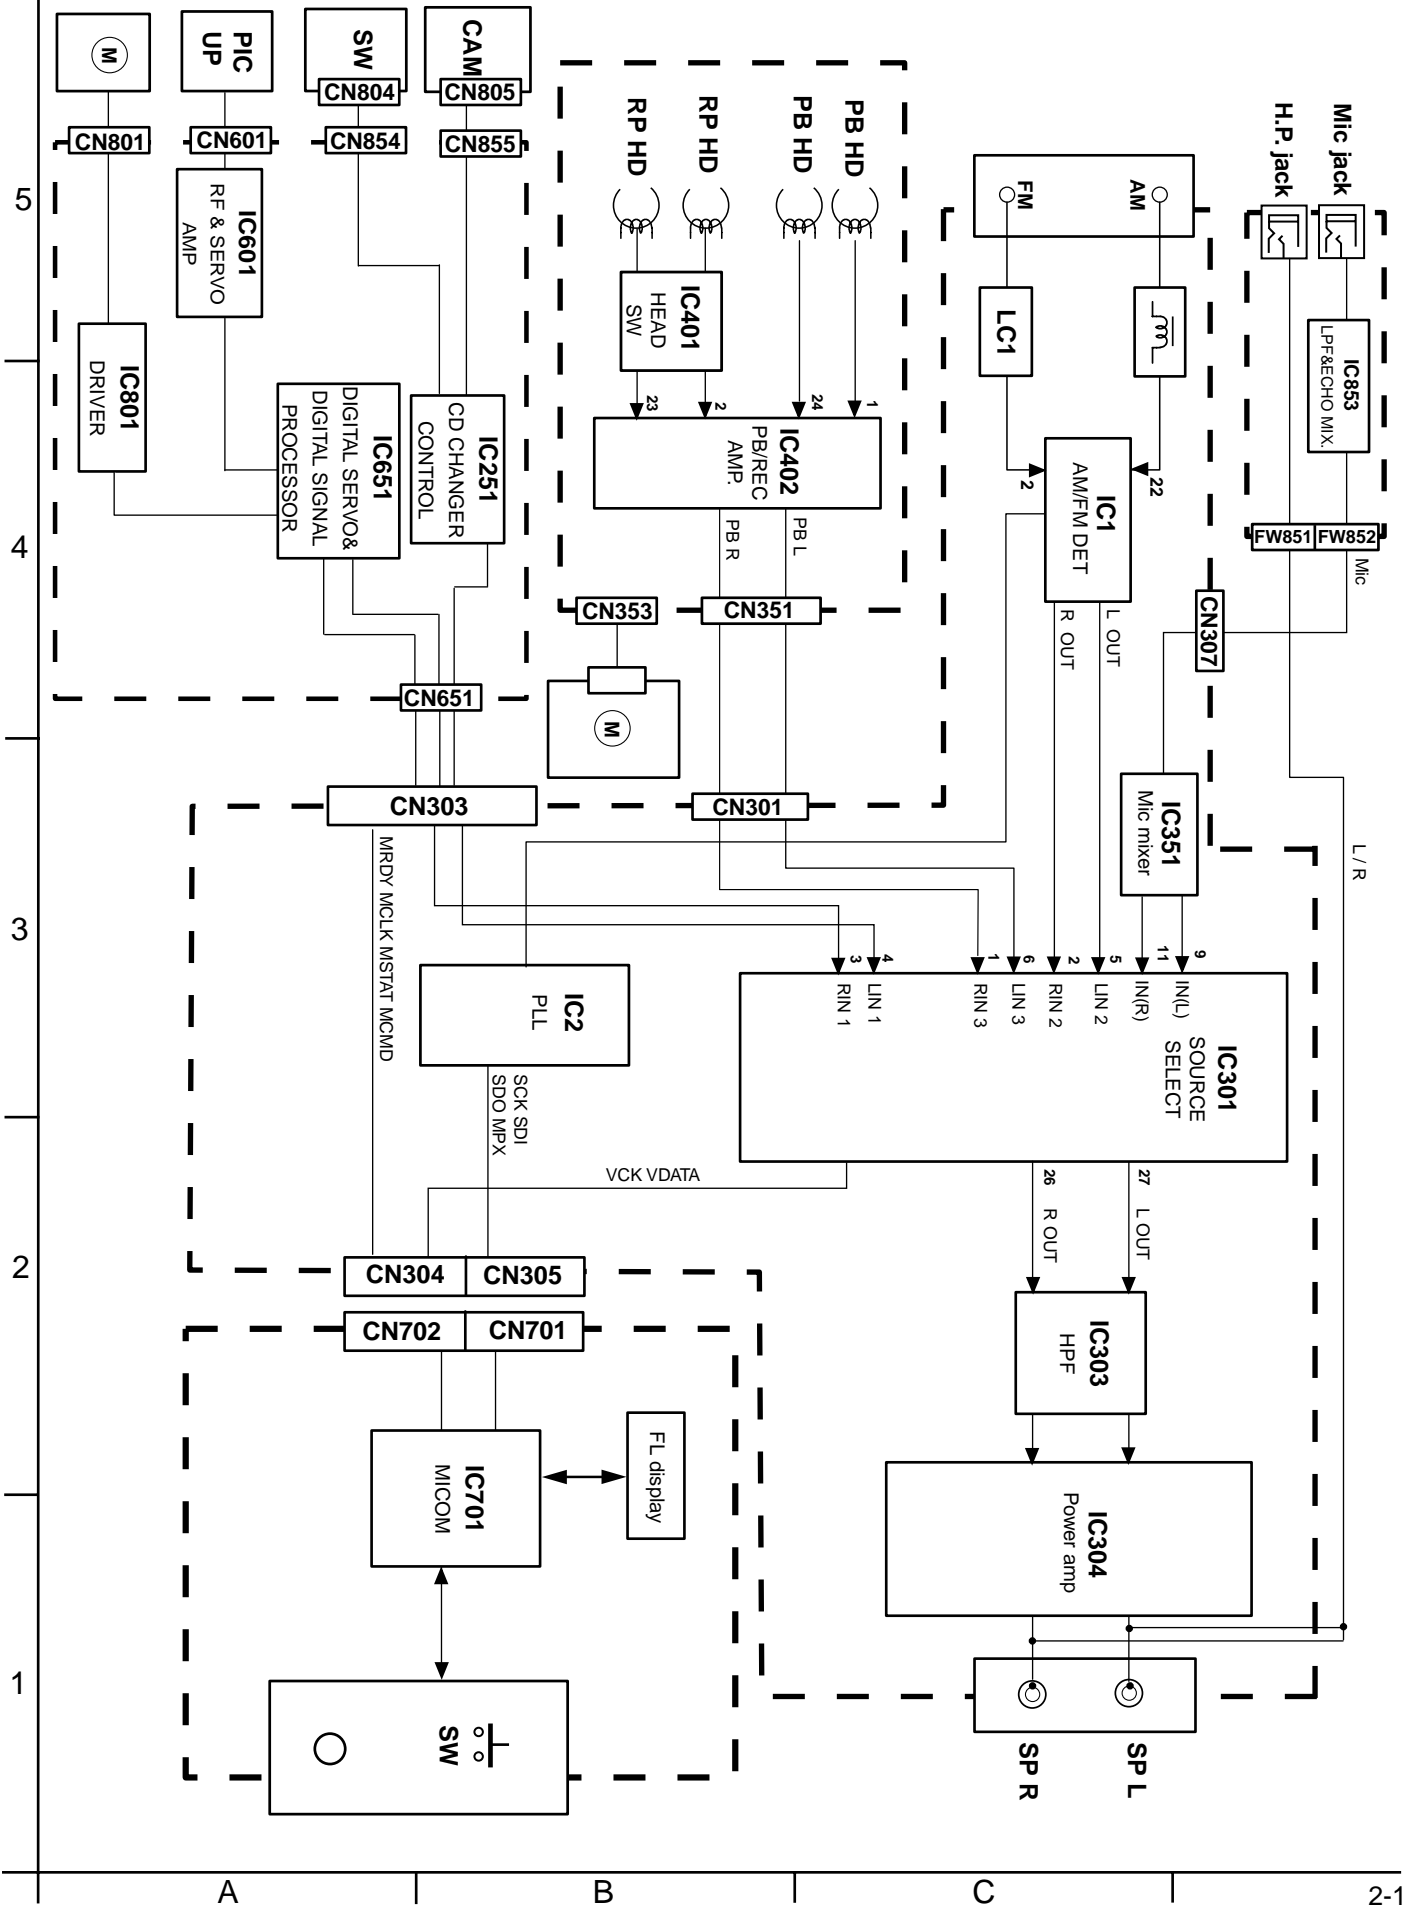 M
PIC
UP
SW
CAM
CN804
CN805
CN801
CN601
CN854
CN855
RP HD
RP HD
PB HD
PB HD
H.P. jack
Mic jack
FM
AM
5
IC601
RF & SERVO
AMP
IC401
HEAD
SW
LC1
IC853
LPF&ECHO MIX.
IC801
DRIVER
IC651
DIGITAL SERVO&
DIGITAL SIGNAL
PROCESSOR
IC251
CD CHANGER
CONTROL
23
2
24
1
IC402
PB/REC
AMP.
PB R
PB L
2
22
IC1
AM/FM DET
R OUT
L OUT
FW851
FW852
Mic
4
CN353
CN351
CN307
CN651
M
CN303
CN301
IC351
Mic mixer
L / R
MRDY MCLK MSTAT MCMD
3
3
4
1
6
2
5
11
9
RIN 1
LIN 1
RIN 3
LIN 3
RIN 2
LIN 2
IN(R)
IN(L)
IC301
SOURCE
SELECT
IC2
PLL
SCK SDI
SDO MPX
VCK VDATA
26
R OUT
27
L OUT
2
CN304
CN305
CN702
CN701
IC303
HPF
FL display
IC701
MICOM
IC304
Power amp
1
SW
SP R
SP L
A
B
C
2-1